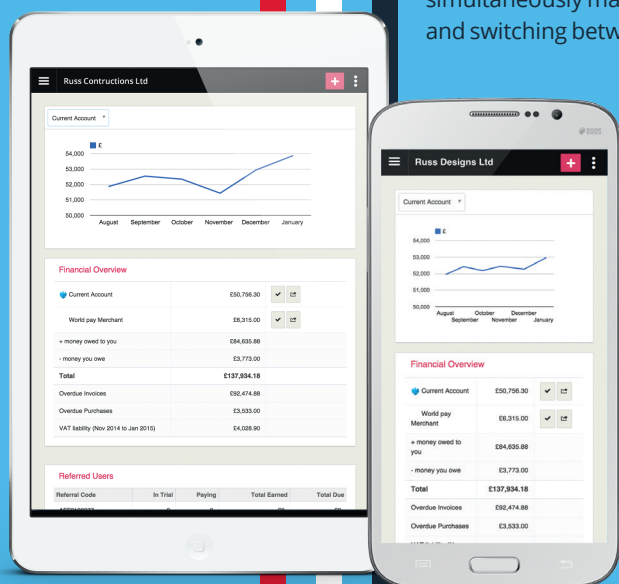 simultaneously ma
and switching betw
Russ Contructions Ltd
+
Current Account
£
54,000
53,000
52,000
51,000
50,000
August September October November December January
Financial Overview
Current Account £50,756.30
World pay Merchant £6,315.00
+ money owed to you £84,635.88
- money you owe £3,773.00
Total £137,934.18
Overdue Invoices £92,474.88
Overdue Purchases £3,533.00
VAT liability (Nov 2014 to Jan 2015) £4,028.90
Referred Users
Referral Code In Trial Paying Total Earned Total Due
DUOS
Russ Designs Ltd
+
Current Account
£
54,000
53,000
52,000
51,000
50,000
August October December
September November January
Financial Overview
Current Account £50,756.30
World pay
Merchant £6,315.00
+ money owed to
you £84,635.88
- money you owe £3,773.00
Total £137,934.18
Overdue Invoices £92,474.88
Overdue Purchases £3,533.00